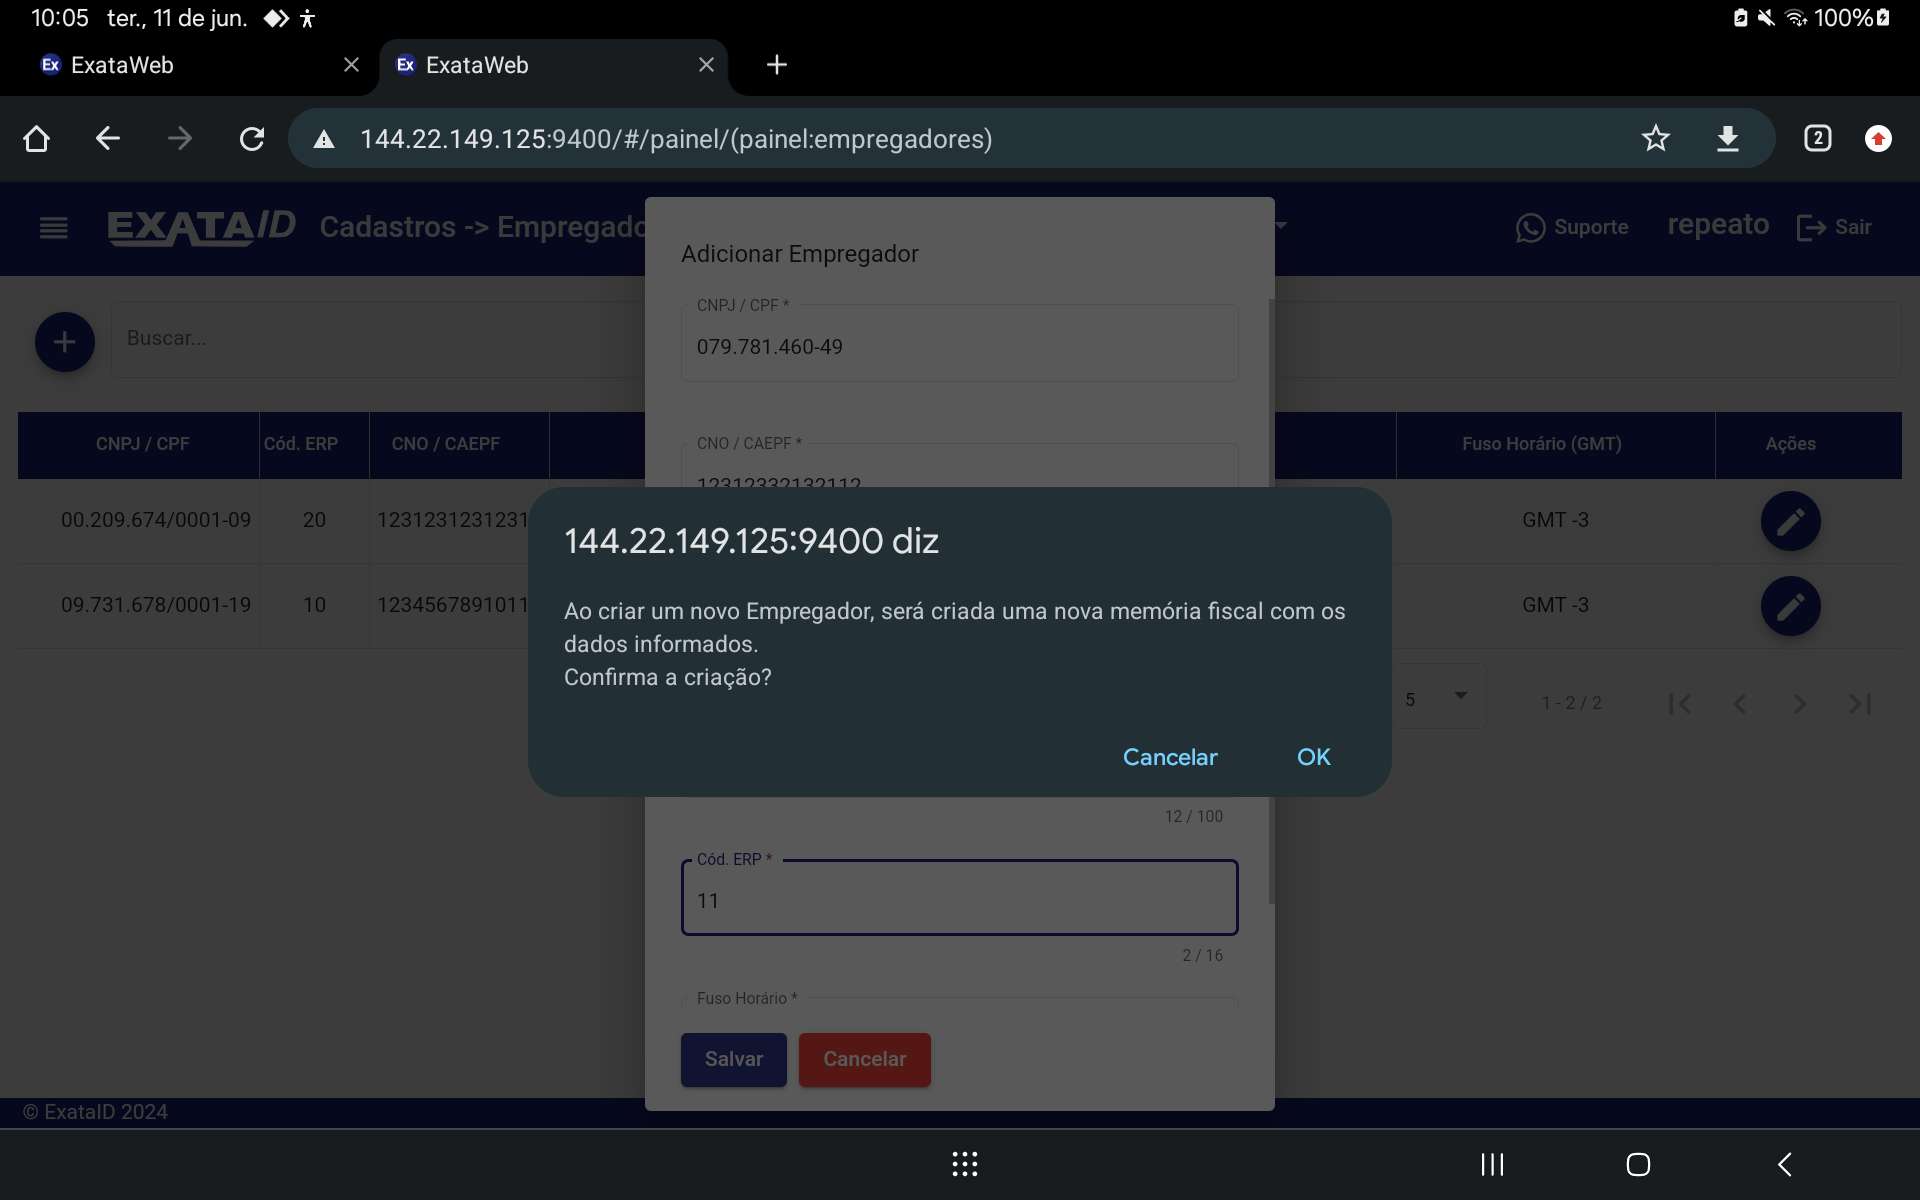 10:05 ter., 11 de jun. 100%
Ex ExataWeb
Ex ExataWeb
144.22.149.125:9400/#/painel/(painel:empregadores)
2
EXATAID Cadastros -> Empregado
Suporte repeato Sair
Adicionar Empregador
CNPJ / CPF *
079.781.460-49
Buscar...
CNO / CAEPF *
12312332132112
CNPJ / CPF Cód. ERP CNO / CAEPF Fuso Horário (GMT) Ações
00.209.674/0001-09 20 1231231231231 GMT -3
09.731.678/0001-19 10 1234567891011 GMT -3
144.22.149.125:9400 diz
Ao criar um novo Empregador, será criada uma nova memória fiscal com os
dados informados.
Confirma a criação?
Cancelar OK
5 1 - 2 / 2
12 / 100
Cód. ERP *
11
2 / 16
Fuso Horário *
Salvar Cancelar
© ExataID 2024